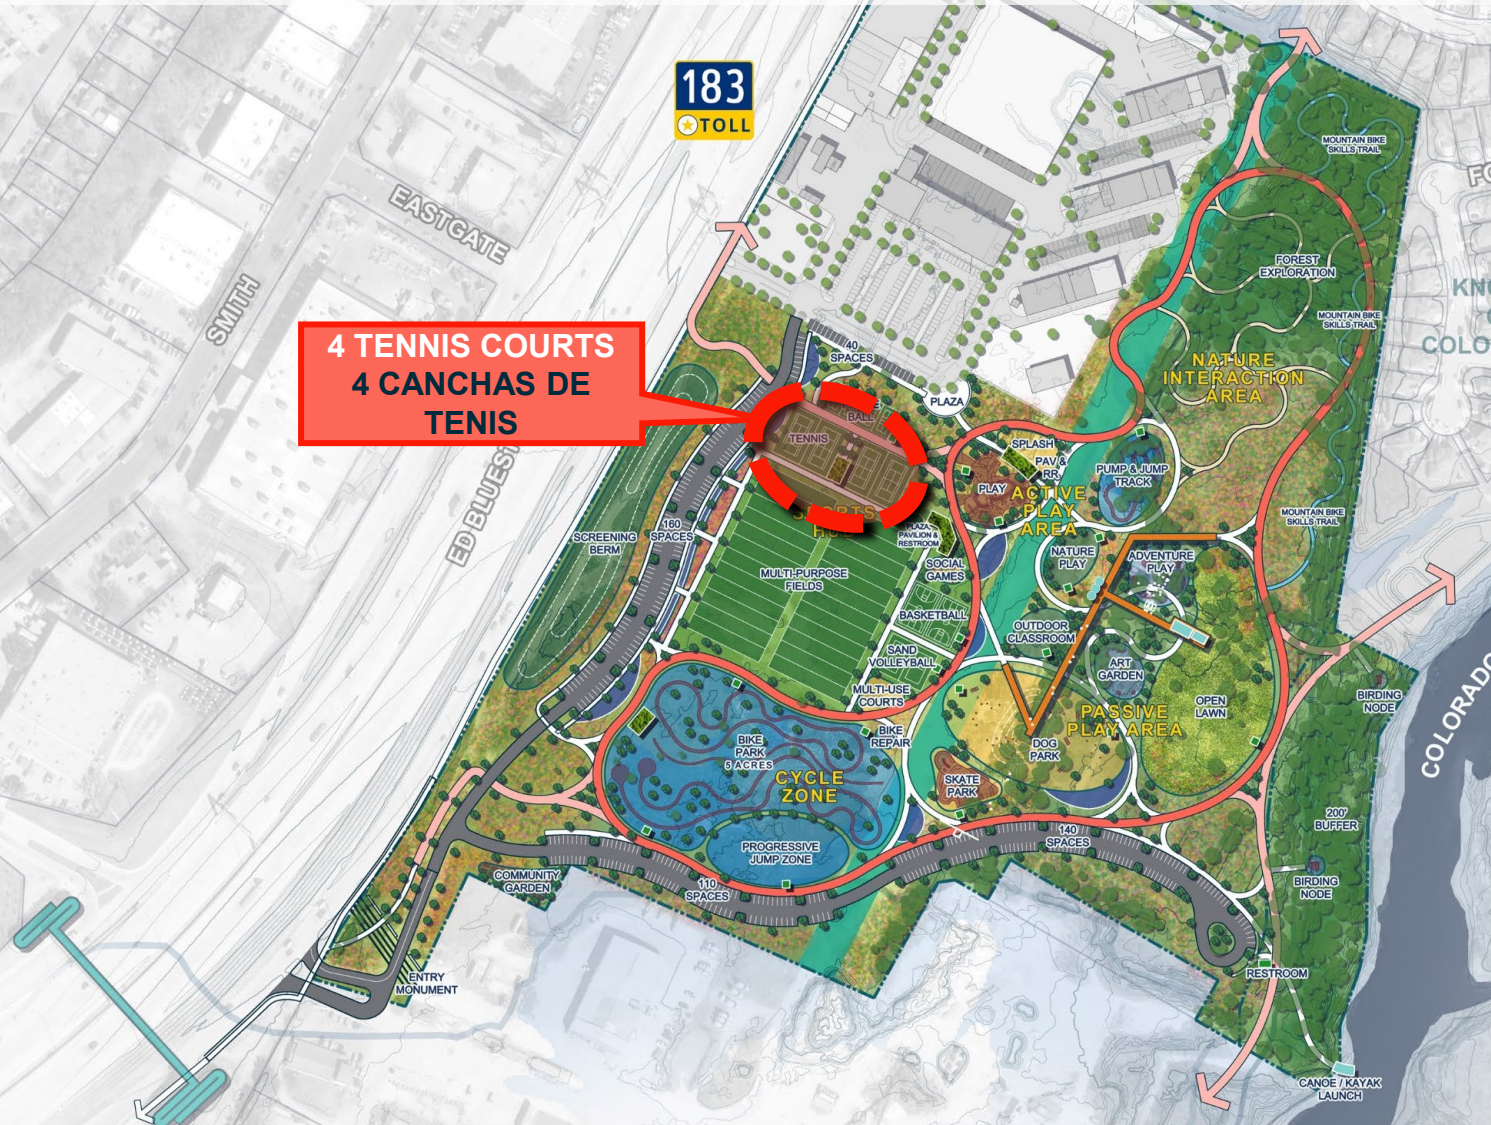 183
TOLL
EASTGATE
SMITH
ED BLUEST
4 TENNIS COURTS
4 CANCHAS DE
TENIS
40
SPACES
PLAZA
BALL
TENNIS
SPLASH
PAV &
RR
PLAY
ACTIVE
PLAY
AREA
PUMP & JUMP
TRACK
MOUNTAIN BIKE
SKILLS TRAIL
FOREST
EXPLORATION
MOUNTAIN BIKE
SKILLS TRAIL
NATURE
INTERACTION
AREA
MOUNTAIN BIKE
SKILLS TRAIL
COLO
160
SPACES
SCREENING
BERM
SPORTS
PLAZA,
PAVILION &
RESTROOM
SOCIAL
GAMES
MULTI-PURPOSE
FIELDS
BASKETBALL
SAND
VOLLEYBALL
MULTI-USE
COURTS
NATURE
PLAY
ADVENTURE
PLAY
OUTDOOR
CLASSROOM
ART
GARDEN
OPEN
LAWN
PASSIVE
PLAY AREA
DOG
PARK
BIKE
REPAIR
SKATE
PARK
BIKE
PARK
5 ACRES
CYCLE
ZONE
PROGRESSIVE
JUMP ZONE
140
SPACES
110
SPACES
COMMUNITY
GARDEN
ENTRY
MONUMENT
BIRDING
NODE
200'
BUFFER
BIRDING
NODE
RESTROOM
CANOE / KAYAK
LAUNCH
COLORADO